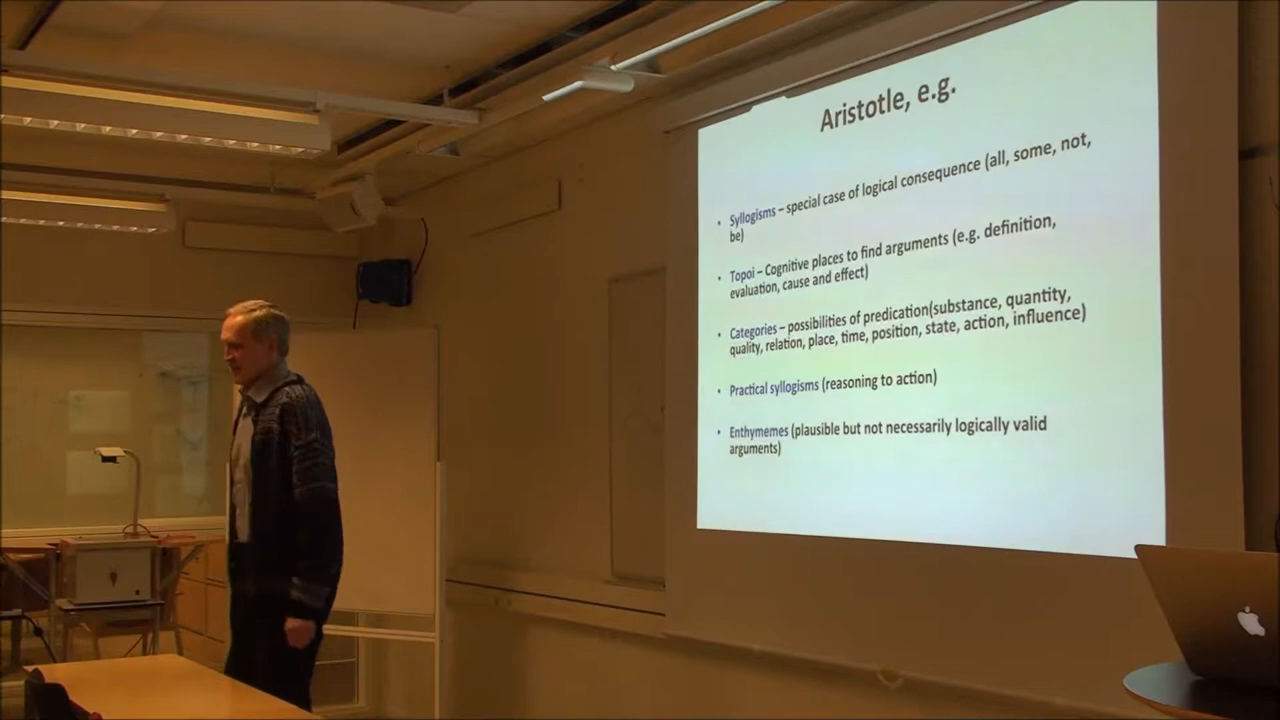 Aristotle, e.g.
• Syllogisms – special case of logical consequence (all, some, not,
be)
• Topoi – Cognitive places to find arguments (e.g. definition,
evaluation, cause and effect)
• Categories – possibilities of predication(substance, quantity,
quality, relation, place, time, position, state, action, influence)
• Practical syllogisms (reasoning to action)
• Enthymemes (plausible but not necessarily logically valid
arguments)